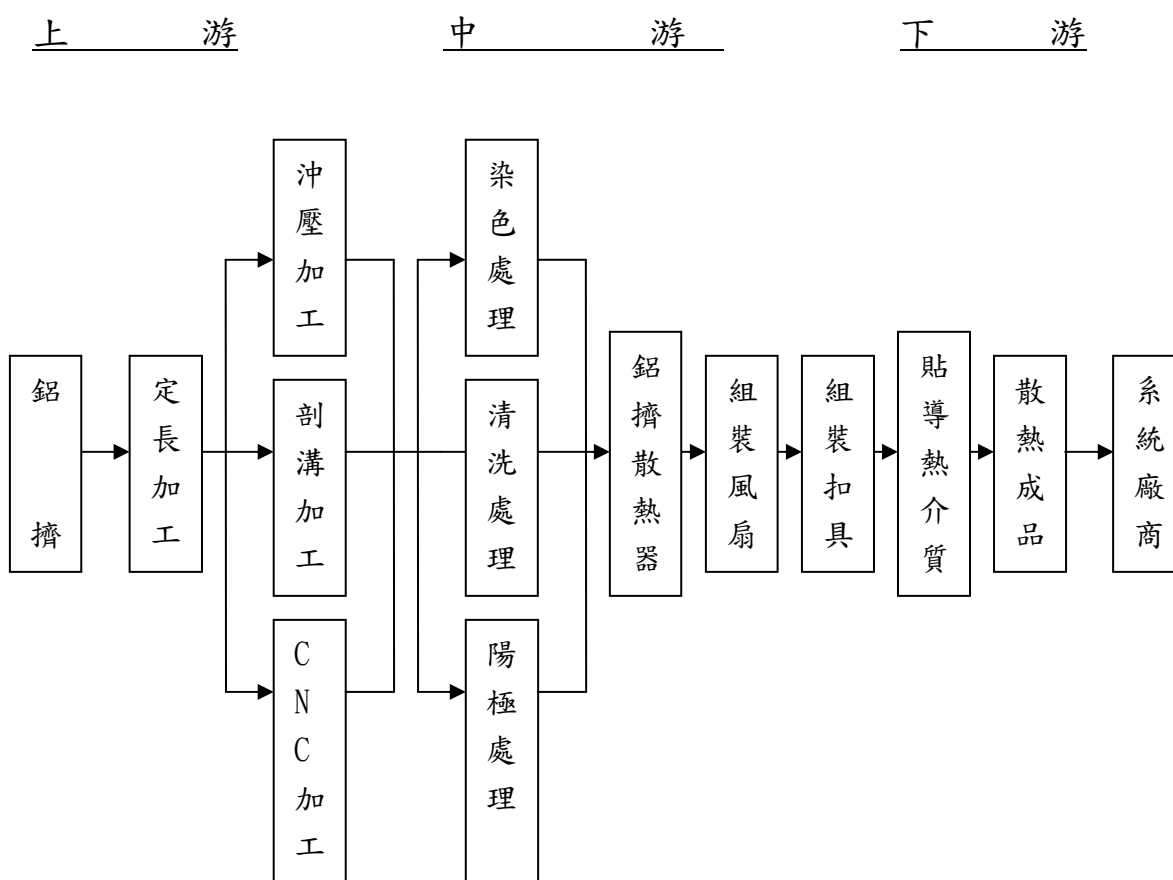 上游
中游
下游
鋁擠
定長加工
沖壓加工
剖溝加工
CNC加工
染色處理
清洗處理
陽極處理
鋁擠散熱器
組裝風扇
組裝扣具
貼導熱介質
散熱成品
系統廠商